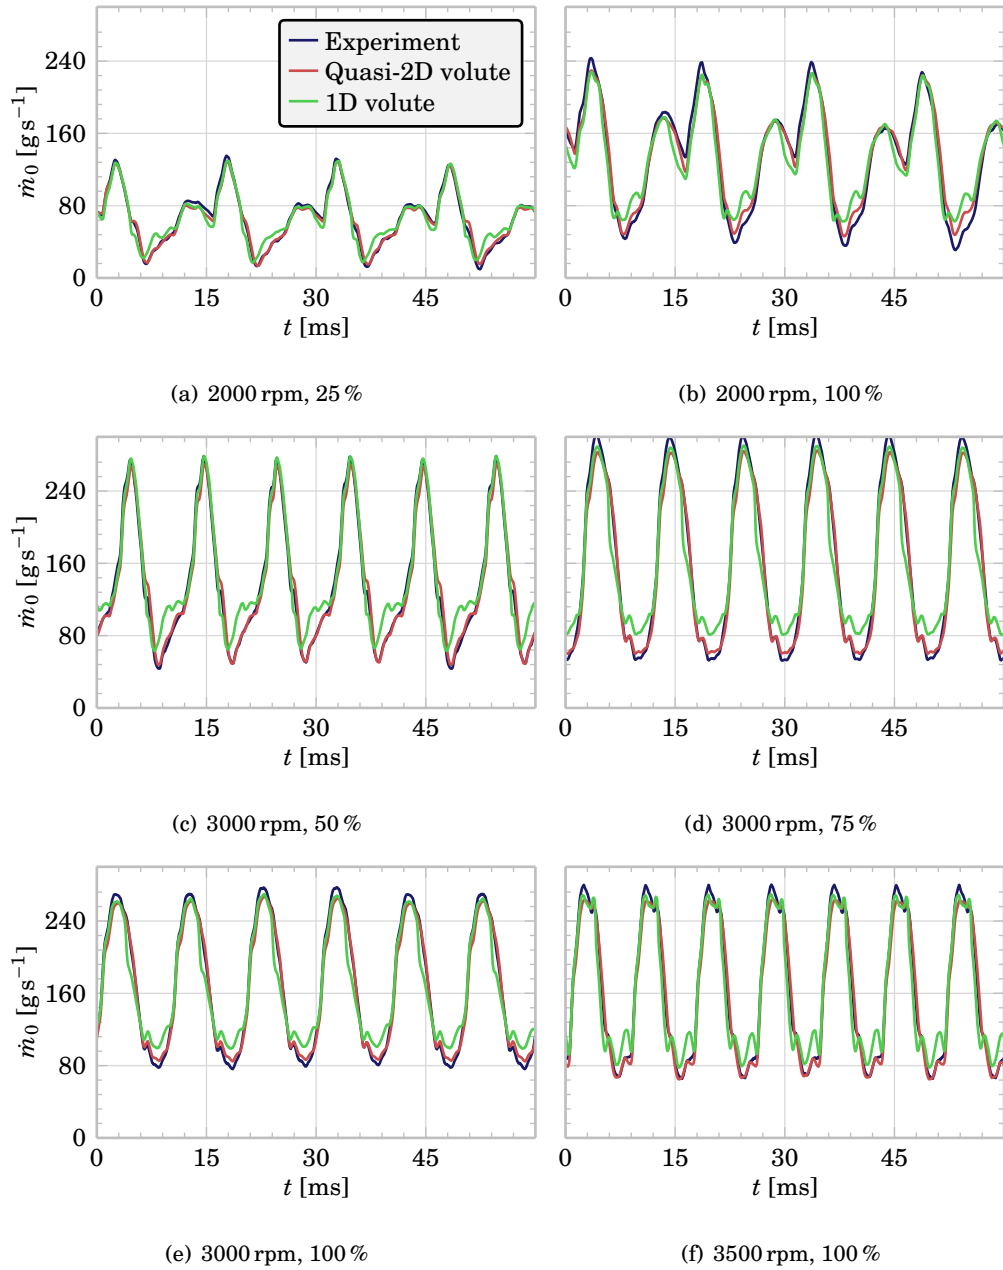 Experiment
Quasi-2D volute
1D volute
ṁ0 [g s−1]
240
160
80
0
0 15 30 45
t [ms]
0 15 30 45
t [ms]
(a) 2000 rpm, 25 %
(b) 2000 rpm, 100 %
ṁ0 [g s−1]
240
160
80
0
0 15 30 45
t [ms]
0 15 30 45
t [ms]
(c) 3000 rpm, 50 %
(d) 3000 rpm, 75 %
ṁ0 [g s−1]
240
160
80
0
0 15 30 45
t [ms]
0 15 30 45
t [ms]
(e) 3000 rpm, 100 %
(f) 3500 rpm, 100 %